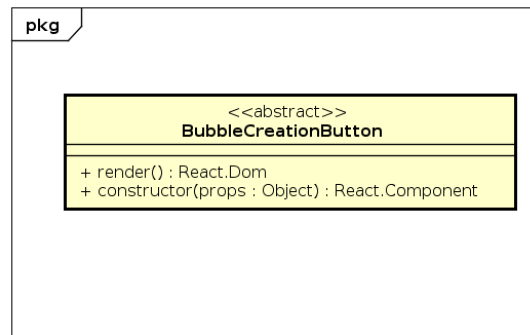 pkg
<<abstract>>
BubbleCreationButton
+ render() : React.Dom
+ constructor(props : Object) : React.Component